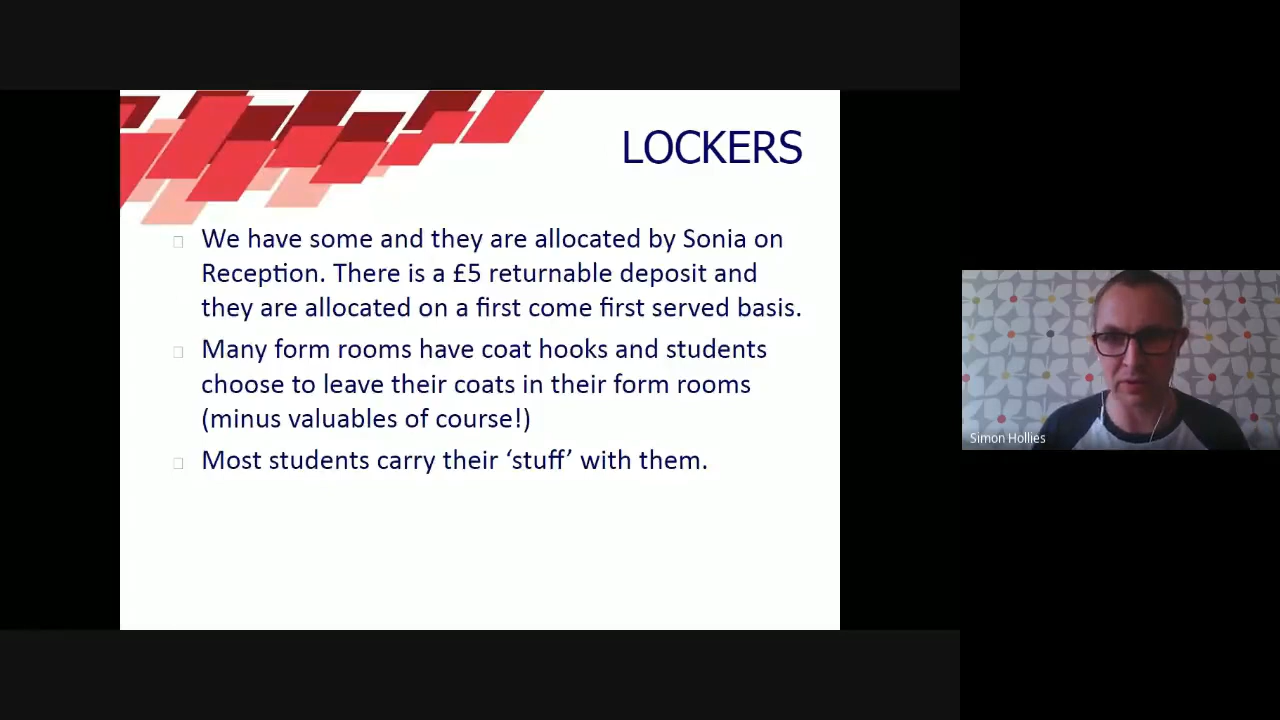 LOCKERS
We have some and they are allocated by Sonia on
Reception. There is a £5 returnable deposit and
they are allocated on a first come first served basis.
Many form rooms have coat hooks and students
choose to leave their coats in their form rooms
(minus valuables of course!)
Most students carry their ‘stuff’ with them.
Simon Hollies